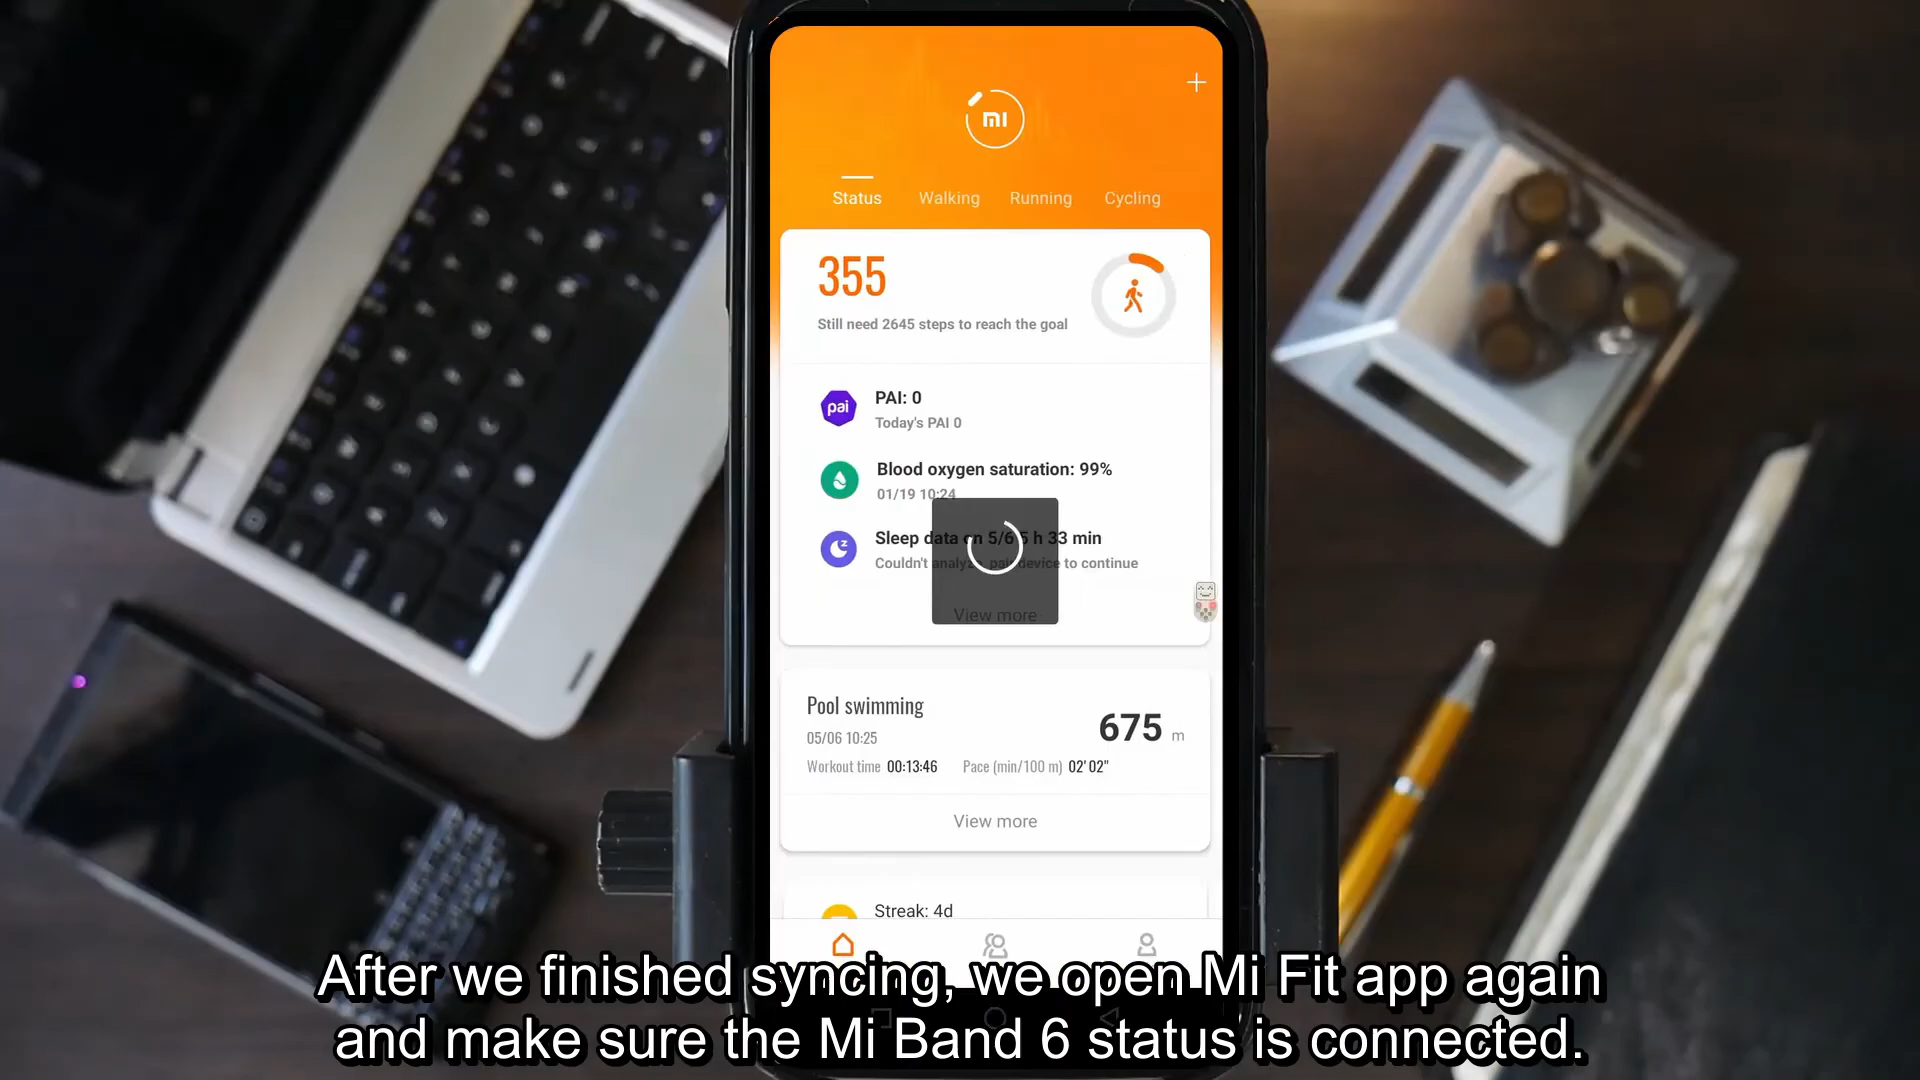 mi
Status Walking Running Cycling
355
Still need 2645 steps to reach the goal
pai
PAI: 0
Today's PAI 0
Blood oxygen saturation: 99%
01/19 10:24
Sleep data on 5/6 5 h 33 min
Couldn't analyze, pair device to continue
View more
Pool swimming
05/06 10:25
675 m
Workout time 00:13:46 Pace (min/100 m) 02'02"
View more
Streak: 4d
After we finished syncing, we open Mi Fit app again
and make sure the Mi Band 6 status is connected.